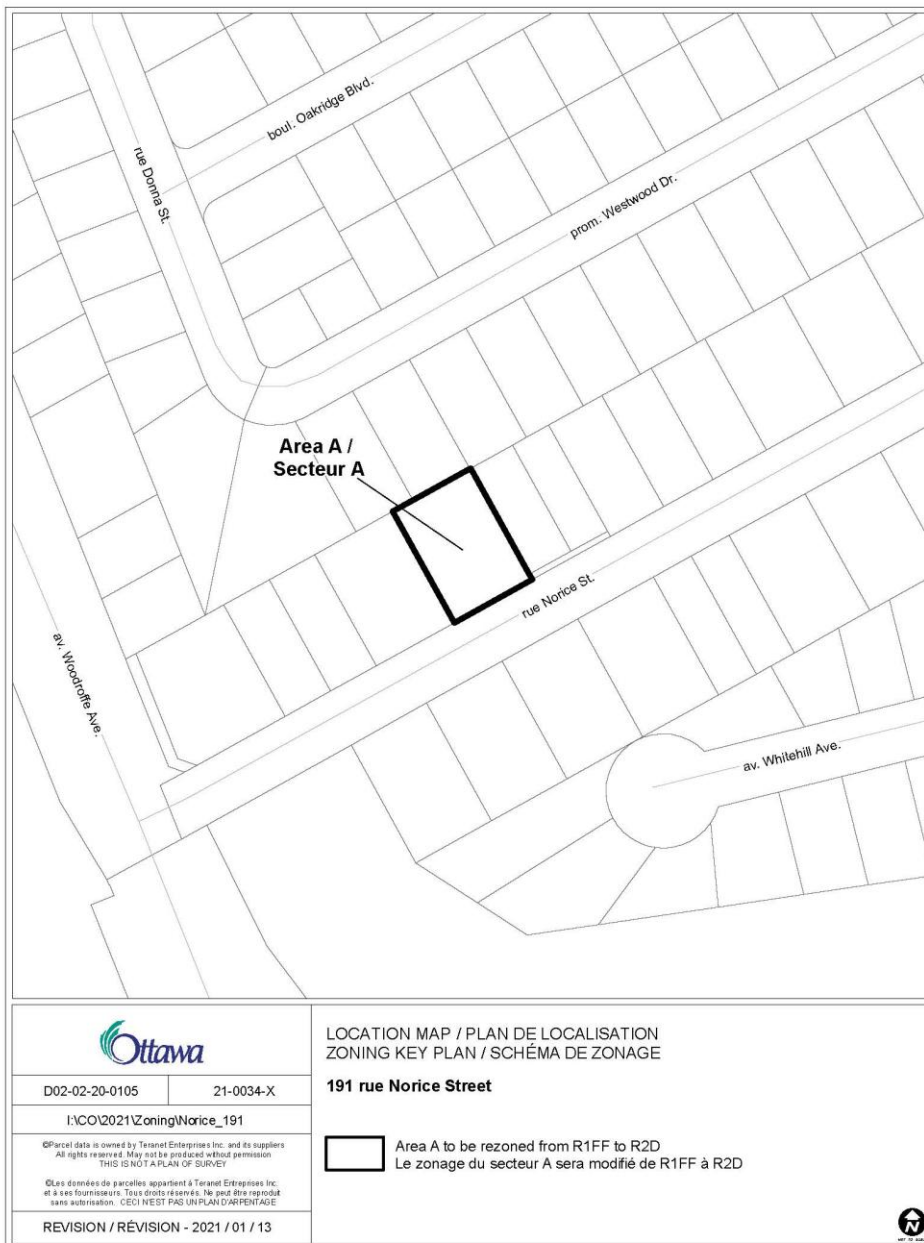 boul. Oakridge Blvd.
rue Donna St.
prom. Westwood Dr.
Area A /
Secteur A
rue Norice St.
av. Woodroffe Ave.
av. Whitehill Ave.
Ottawa
D02-02-20-0105
21-0034-X
I:\CO\2021\Zoning\Norice_191
©Parcel data is owned by Teranet Enterprises Inc. and its suppliers
All rights reserved. May not be produced without permission
THIS IS NOT A PLAN OF SURVEY
©Les données de parcelles appartient à Teranet Entreprises Inc.
et à ses fournisseurs. Tous droits réservés. Ne peut être reproduit
sans autorisation. CECI N'EST PAS UN PLAN D'ARPENTAGE
REVISION / RÉVISION - 2021 / 01 / 13
LOCATION MAP / PLAN DE LOCALISATION
ZONING KEY PLAN / SCHÉMA DE ZONAGE
191 rue Norice Street
Area A to be rezoned from R1FF to R2D
Le zonage du secteur A sera modifié de R1FF à R2D
N